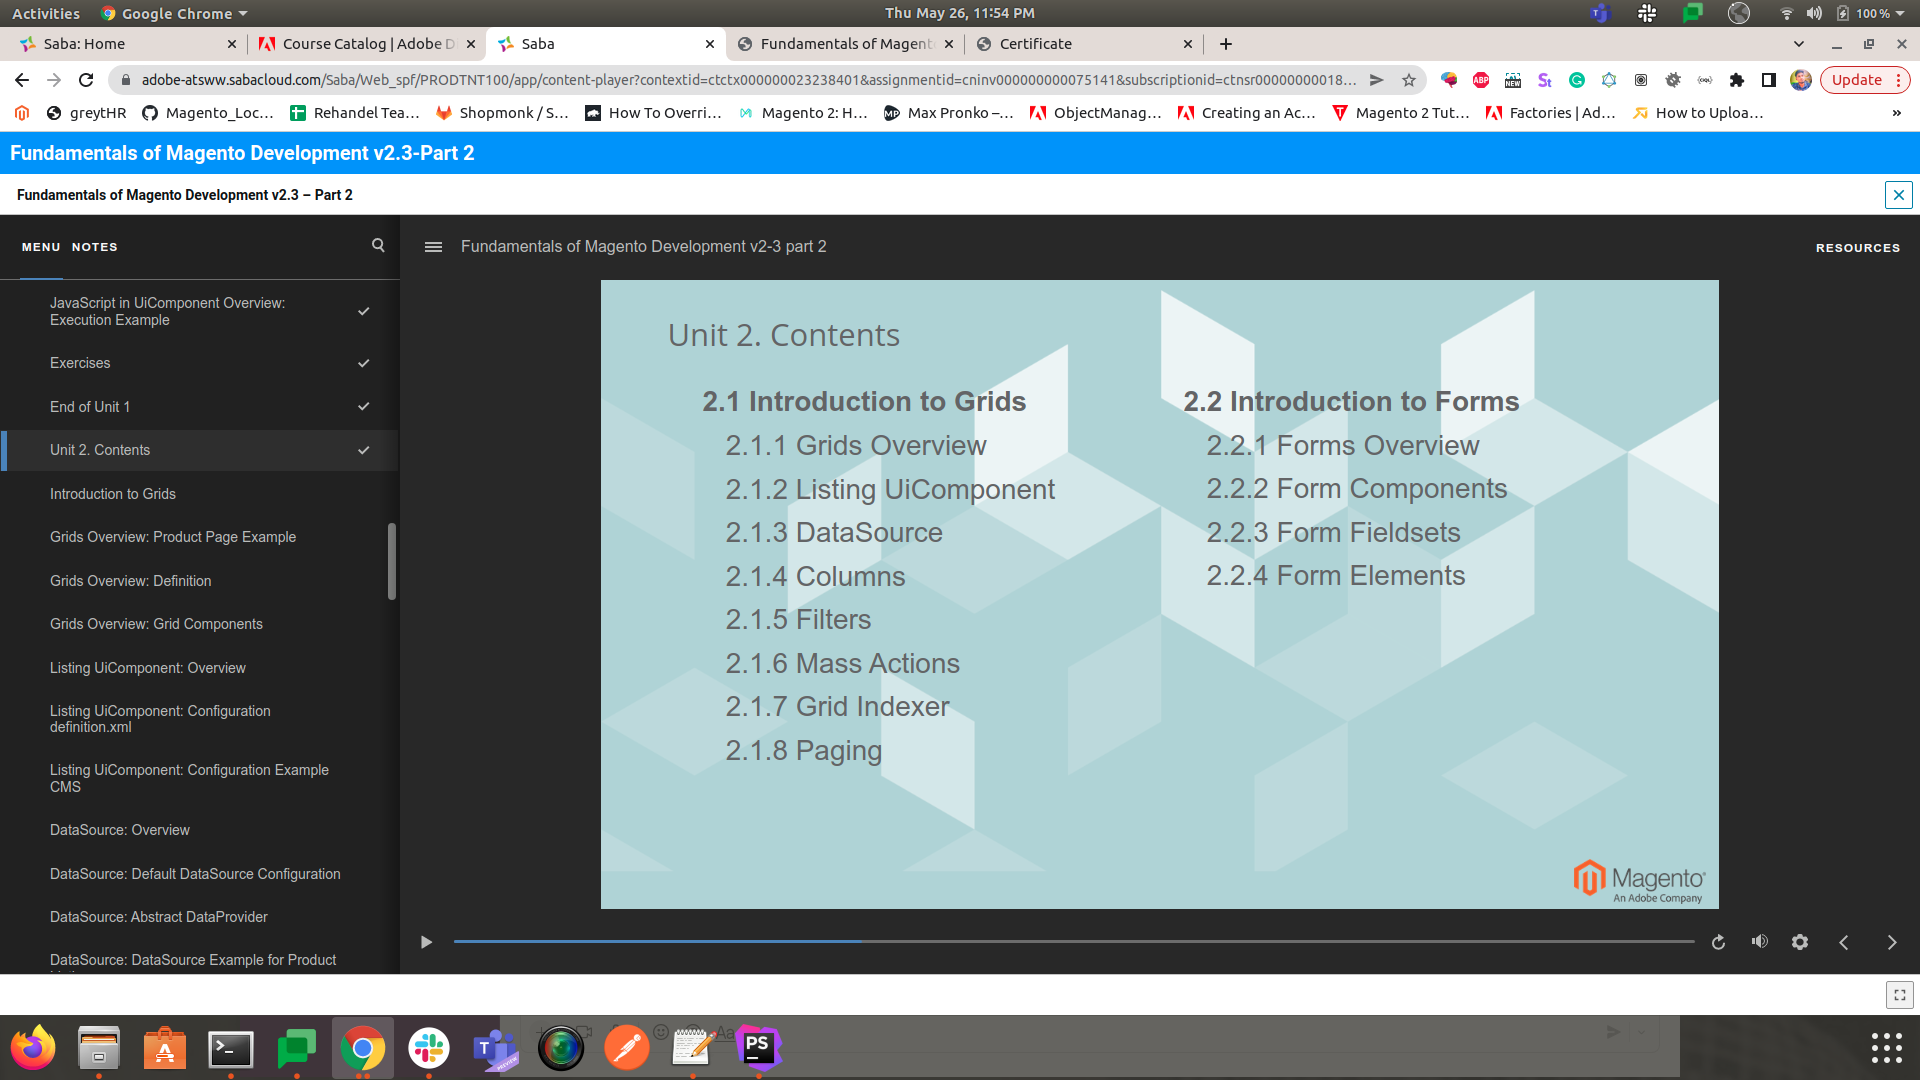 Activities
Google Chrome
Thu May 26, 11:54 PM
100 %
Saba: Home
Course Catalog | Adobe D
Saba
Fundamentals of Magent
Certificate
adobe-atsww.sabacloud.com/Saba/Web_spf/PRODTNT100/app/content-player?contextid=ctctx000000023238401&assignmentid=cninv000000000075141&subscriptionid=ctnsr00000000018...
ABP
NEW
Update
greytHR
Magento_Loc...
Rehandel Tea...
Shopmonk / S...
How To Overri...
Magento 2: H...
Max Pronko –...
ObjectManag...
Creating an Ac...
Magento 2 Tut...
Factories | Ad...
How to Uploa...
»
Fundamentals of Magento Development v2.3-Part 2
Fundamentals of Magento Development v2.3 – Part 2
MENU
NOTES
Fundamentals of Magento Development v2-3 part 2
RESOURCES
JavaScript in UiComponent Overview:
Execution Example
Exercises
End of Unit 1
Unit 2. Contents
Introduction to Grids
Grids Overview: Product Page Example
Grids Overview: Definition
Grids Overview: Grid Components
Listing UiComponent: Overview
Listing UiComponent: Configuration
definition.xml
Listing UiComponent: Configuration Example
CMS
DataSource: Overview
DataSource: Default DataSource Configuration
DataSource: Abstract DataProvider
DataSource: DataSource Example for Product
Unit 2. Contents
2.1 Introduction to Grids
2.1.1 Grids Overview
2.1.2 Listing UiComponent
2.1.3 DataSource
2.1.4 Columns
2.1.5 Filters
2.1.6 Mass Actions
2.1.7 Grid Indexer
2.1.8 Paging
2.2 Introduction to Forms
2.2.1 Forms Overview
2.2.2 Form Components
2.2.3 Form Fieldsets
2.2.4 Form Elements
Magento
An Adobe Company
PS